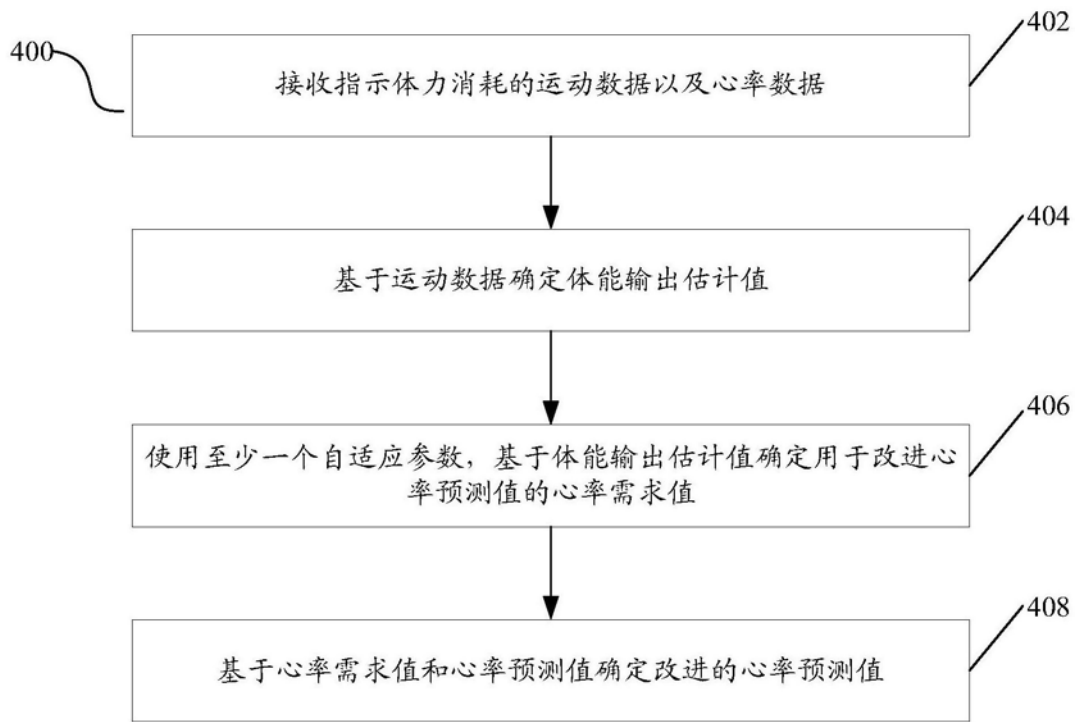 400
402
接收指示体力消耗的运动数据以及心率数据
404
基于运动数据确定体能输出估计值
406
使用至少一个自适应参数，基于体能输出估计值确定用于改进心
率预测值的心率需求值
408
基于心率需求值和心率预测值确定改进的心率预测值